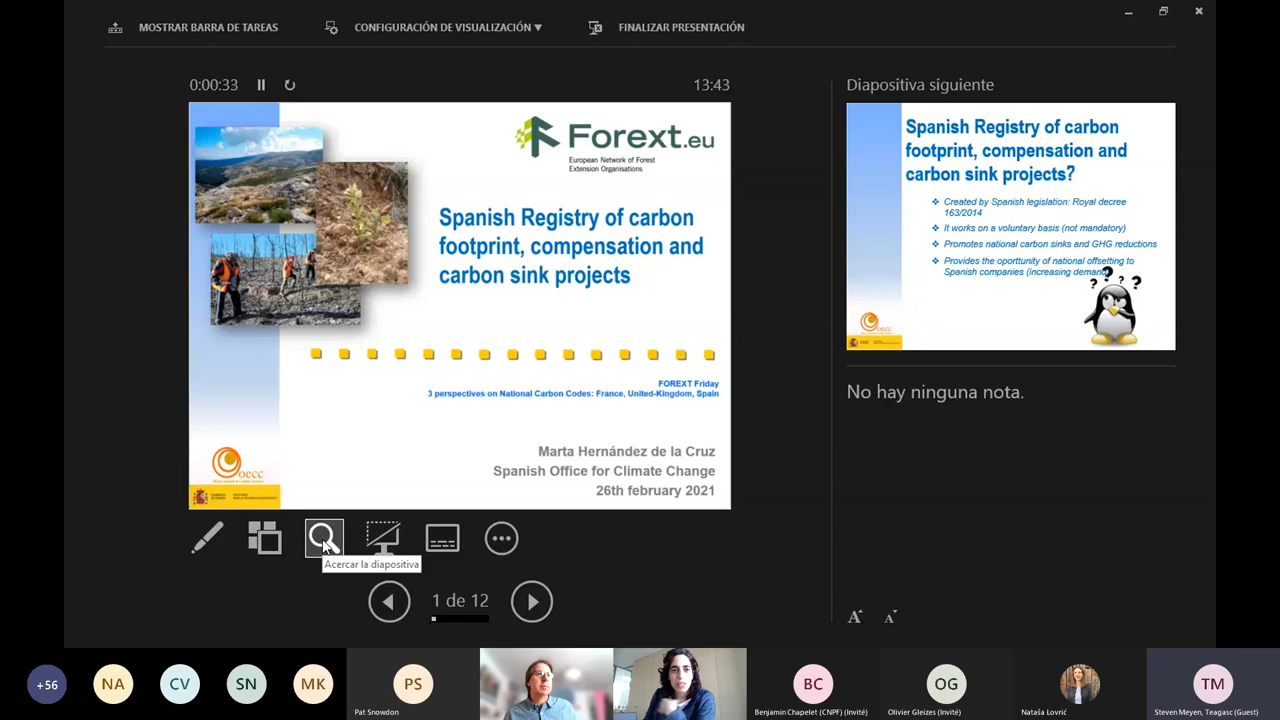 MOSTRAR BARRA DE TAREAS
CONFIGURACIÓN DE VISUALIZACIÓN ▼
FINALIZAR PRESENTACIÓN
0:00:33
13:43
Forext.eu
European Network of Forest
Extension Organisations
Spanish Registry of carbon
footprint, compensation and
carbon sink projects
FOREXT Friday
3 perspectives on National Carbon Codes: France, United-Kingdom, Spain
oecc
Marta Hernández de la Cruz
Spanish Office for Climate Change
26th february 2021
Acercar la diapositiva
1 de 12
Diapositiva siguiente
Spanish Registry of carbon
footprint, compensation and
carbon sink projects?
❖ Created by Spanish legislation: Royal decree
163/2014
❖ It works on a voluntary basis (not mandatory)
❖ Promotes national carbon sinks and GHG reductions
❖ Provides the oporttunity of national offsetting to
Spanish companies (increasing demand
oecc
No hay ninguna nota.
A A
+56
NA
CV
SN
MK
PS
Pat Snowdon
BC
Benjamin Chapelet (CNPF) (Invité)
OG
Olivier Gleizes (Invité)
Nataša Lovrić
TM
Steven Meyen, Teagasc (Guest)